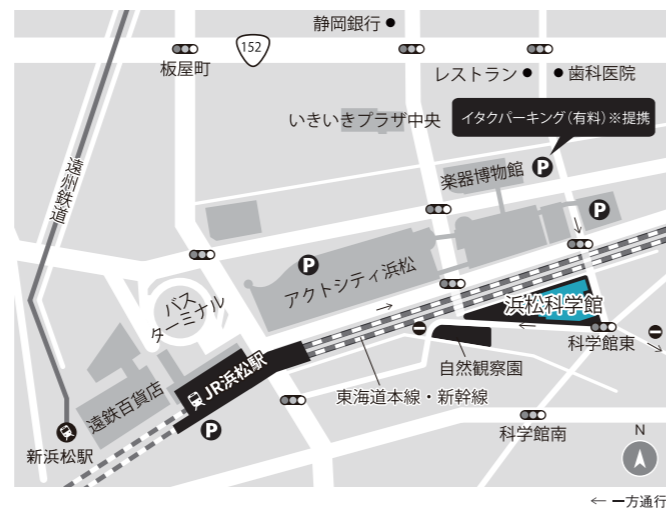 静岡銀行
152
板屋町
レストラン
歯科医院
いきいきプラザ中央
イタクパーキング(有料)※提携
P
楽器博物館
遠州鉄道
P
P
アクトシティ浜松
バス
ターミナル
浜松科学館
科学館東
自然観察園
JR浜松駅
東海道本線・新幹線
遠鉄百貨店
P
科学館南
新浜松駅
N
← 一方通行